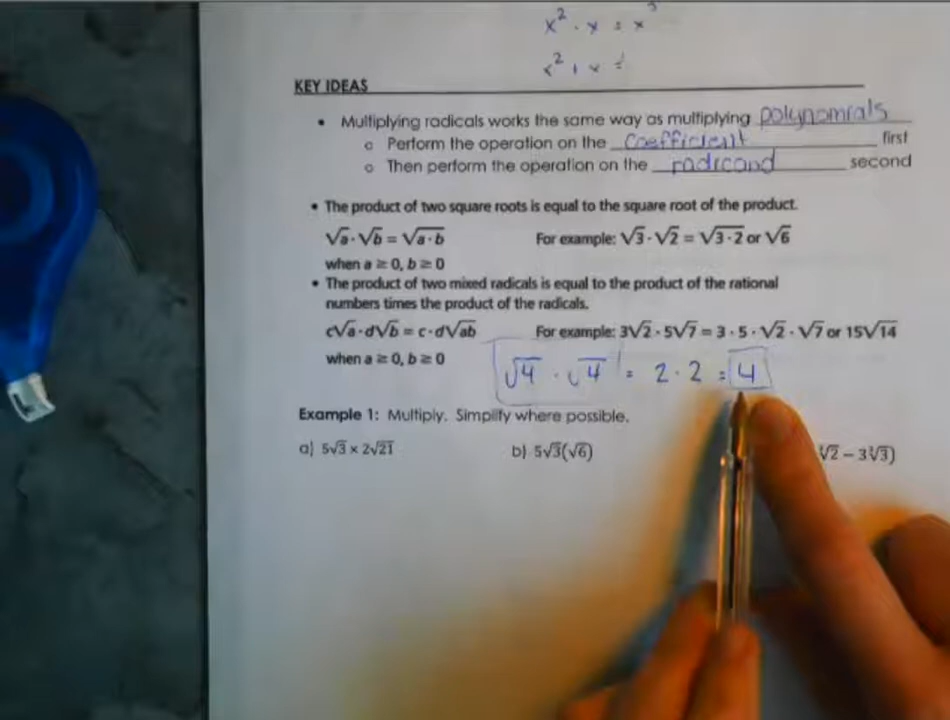 x² · x = x³
x² + x =
KEY IDEAS
• Multiplying radicals works the same way as multiplying polynomials
o Perform the operation on the coefficient first
o Then perform the operation on the radicand second
• The product of two square roots is equal to the square root of the product.
√a · √b = √a · b For example: √3 · √2 = √3 · 2 or √6
when a ≥ 0, b ≥ 0
• The product of two mixed radicals is equal to the product of the rational
numbers times the product of the radicals.
c√a · d√b = c · d√ab For example: 3√2 · 5√7 = 3 · 5 · √2 · √7 or 15√14
when a ≥ 0, b ≥ 0
√4 · √4 = 2 · 2 = 4
Example 1: Multiply. Simplify where possible.
a) 5√3 × 2√21 b) 5√3(√6) √2 – 3∛3)